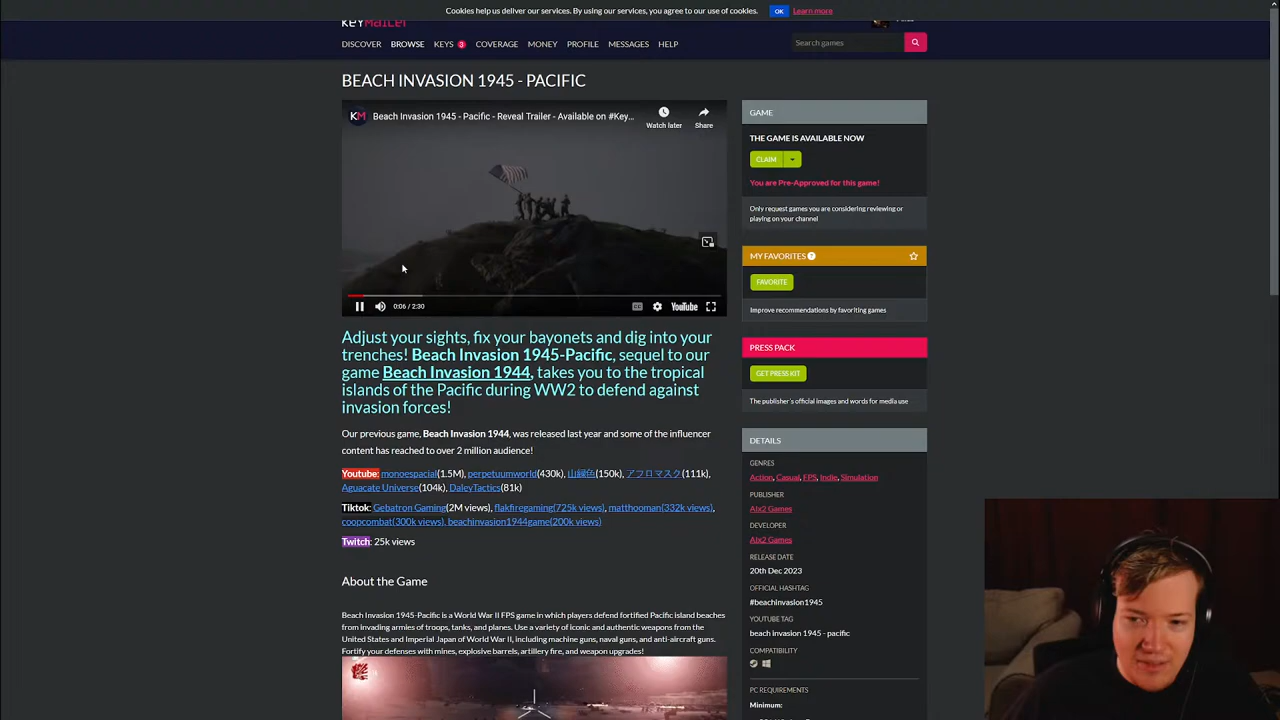 Cookies help us deliver our services. By using our services, you agree to our use of cookies. OK Learn more
KEYMAILER
DISCOVER BROWSE KEYS 3 COVERAGE MONEY PROFILE MESSAGES HELP Search games
BEACH INVASION 1945 - PACIFIC
KM Beach Invasion 1945 - Pacific - Reveal Trailer - Available on #Key...
Watch later Share
0:06 / 2:30 CC YouTube
Adjust your sights, fix your bayonets and dig into your
trenches! Beach Invasion 1945-Pacific, sequel to our
game Beach Invasion 1944, takes you to the tropical
islands of the Pacific during WW2 to defend against
invasion forces!
Our previous game, Beach Invasion 1944, was released last year and some of the influencer
content has reached to over 2 million audience!
Youtube: monoespacial(1.5M), perpetuumworld(430k), 山緑色(150k), アフロマスク(111k),
Aguacate Universe(104k), DaleyTactics(81k)
Tiktok: Gebatron Gaming(2M views), flakfiregaming(725k views), matthooman(332k views),
coopcombat(300k views), beachinvasion1944game(200k views)
Twitch: 25k views
About the Game
Beach Invasion 1945-Pacific is a World War II FPS game in which players defend fortified Pacific island beaches
from invading armies of troops, tanks, and planes. Use a variety of iconic and authentic weapons from the
United States and Imperial Japan of World War II, including machine guns, naval guns, and anti-aircraft guns.
Fortify your defenses with mines, explosive barrels, artillery fire, and weapon upgrades!
GAME
THE GAME IS AVAILABLE NOW
CLAIM
You are Pre-Approved for this game!
Only request games you are considering reviewing or
playing on your channel
MY FAVORITES ?
FAVORITE
Improve recommendations by favoriting games
PRESS PACK
GET PRESS KIT
The publisher's official images and words for media use
DETAILS
GENRES
Action, Casual, FPS, Indie, Simulation
PUBLISHER
Abx2 Games
DEVELOPER
Abx2 Games
RELEASE DATE
20th Dec 2023
OFFICIAL HASHTAG
#beachinvasion1945
YOUTUBE TAG
beach invasion 1945 - pacific
COMPATIBILITY
PC REQUIREMENTS
Minimum: